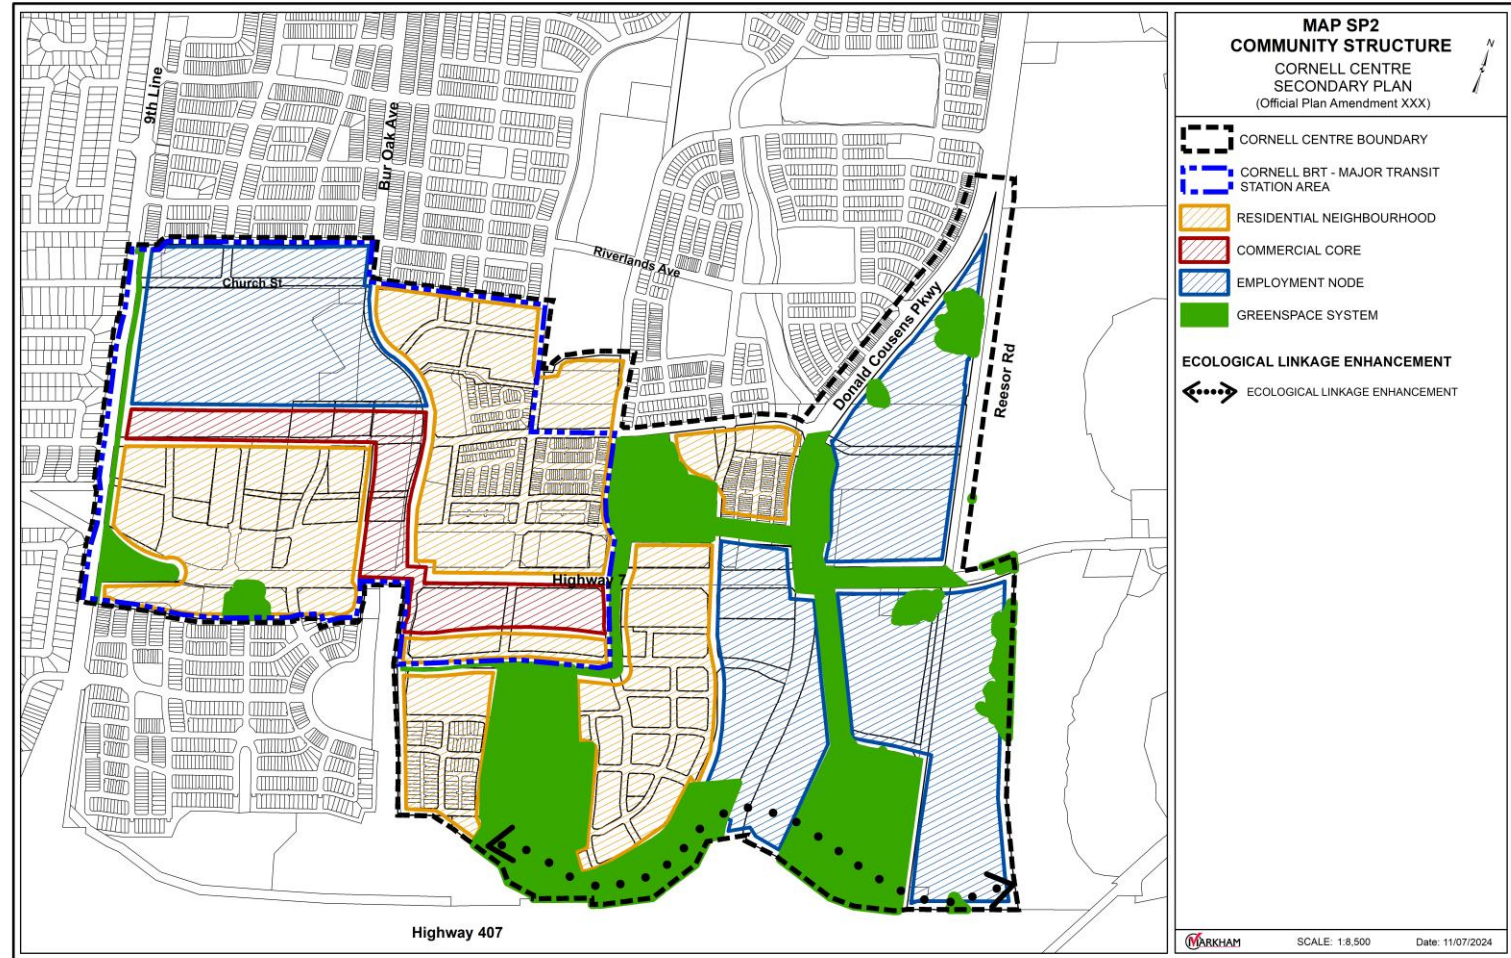 MAP SP2
COMMUNITY STRUCTURE
CORNELL CENTRE
SECONDARY PLAN
(Official Plan Amendment XXX)
N
CORNELL CENTRE BOUNDARY
CORNELL BRT - MAJOR TRANSIT
STATION AREA
RESIDENTIAL NEIGHBOURHOOD
COMMERCIAL CORE
EMPLOYMENT NODE
GREENSPACE SYSTEM
ECOLOGICAL LINKAGE ENHANCEMENT
ECOLOGICAL LINKAGE ENHANCEMENT
9th Line
Bur Oak Ave
Church St
Riverlands Ave
Donald Cousens Pkwy
Reesor Rd
Highway 7
Highway 407
MARKHAM
SCALE: 1:8,500
Date: 11/07/2024